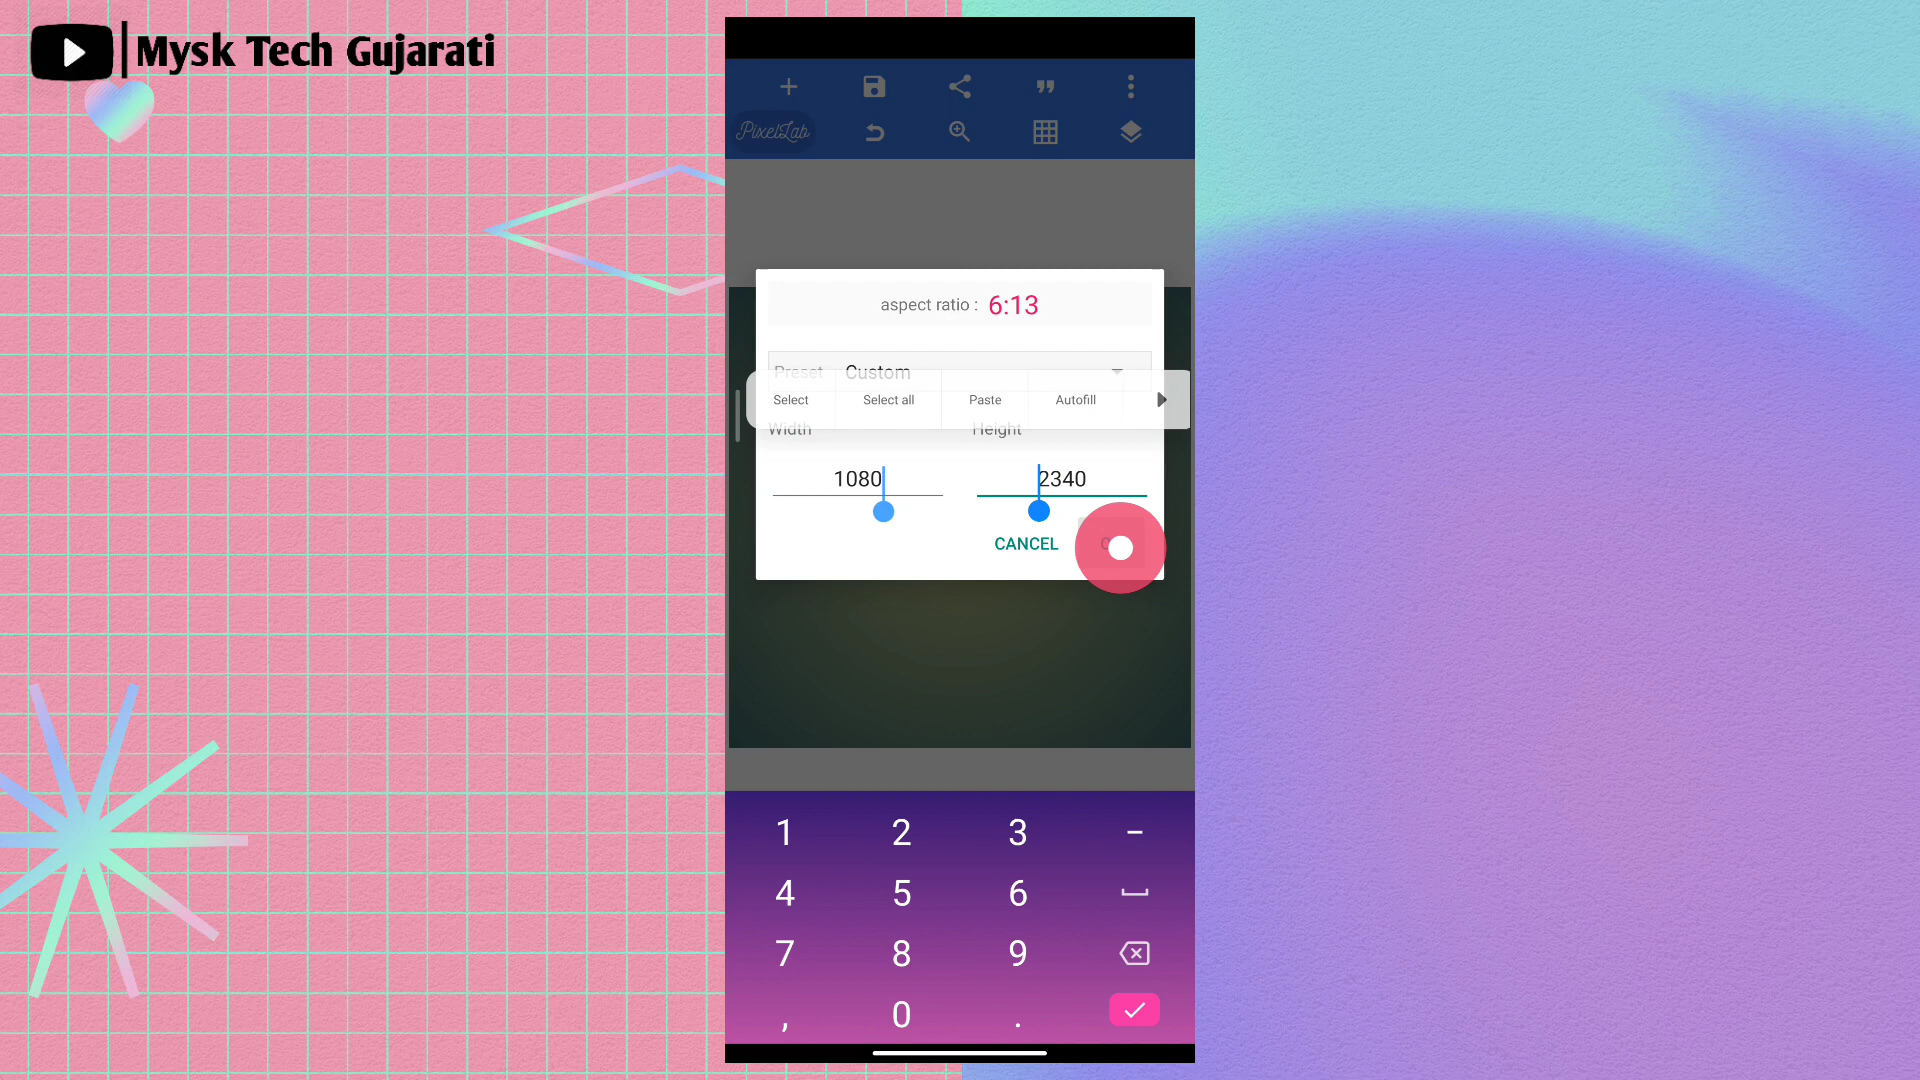 Mysk Tech Gujarati
PixelLab
aspect ratio : 6:13
Preset Custom
Select Select all Paste Autofill
Width Height
1080 2340
CANCEL
1 2 3 -
4 5 6
7 8 9
, 0 .